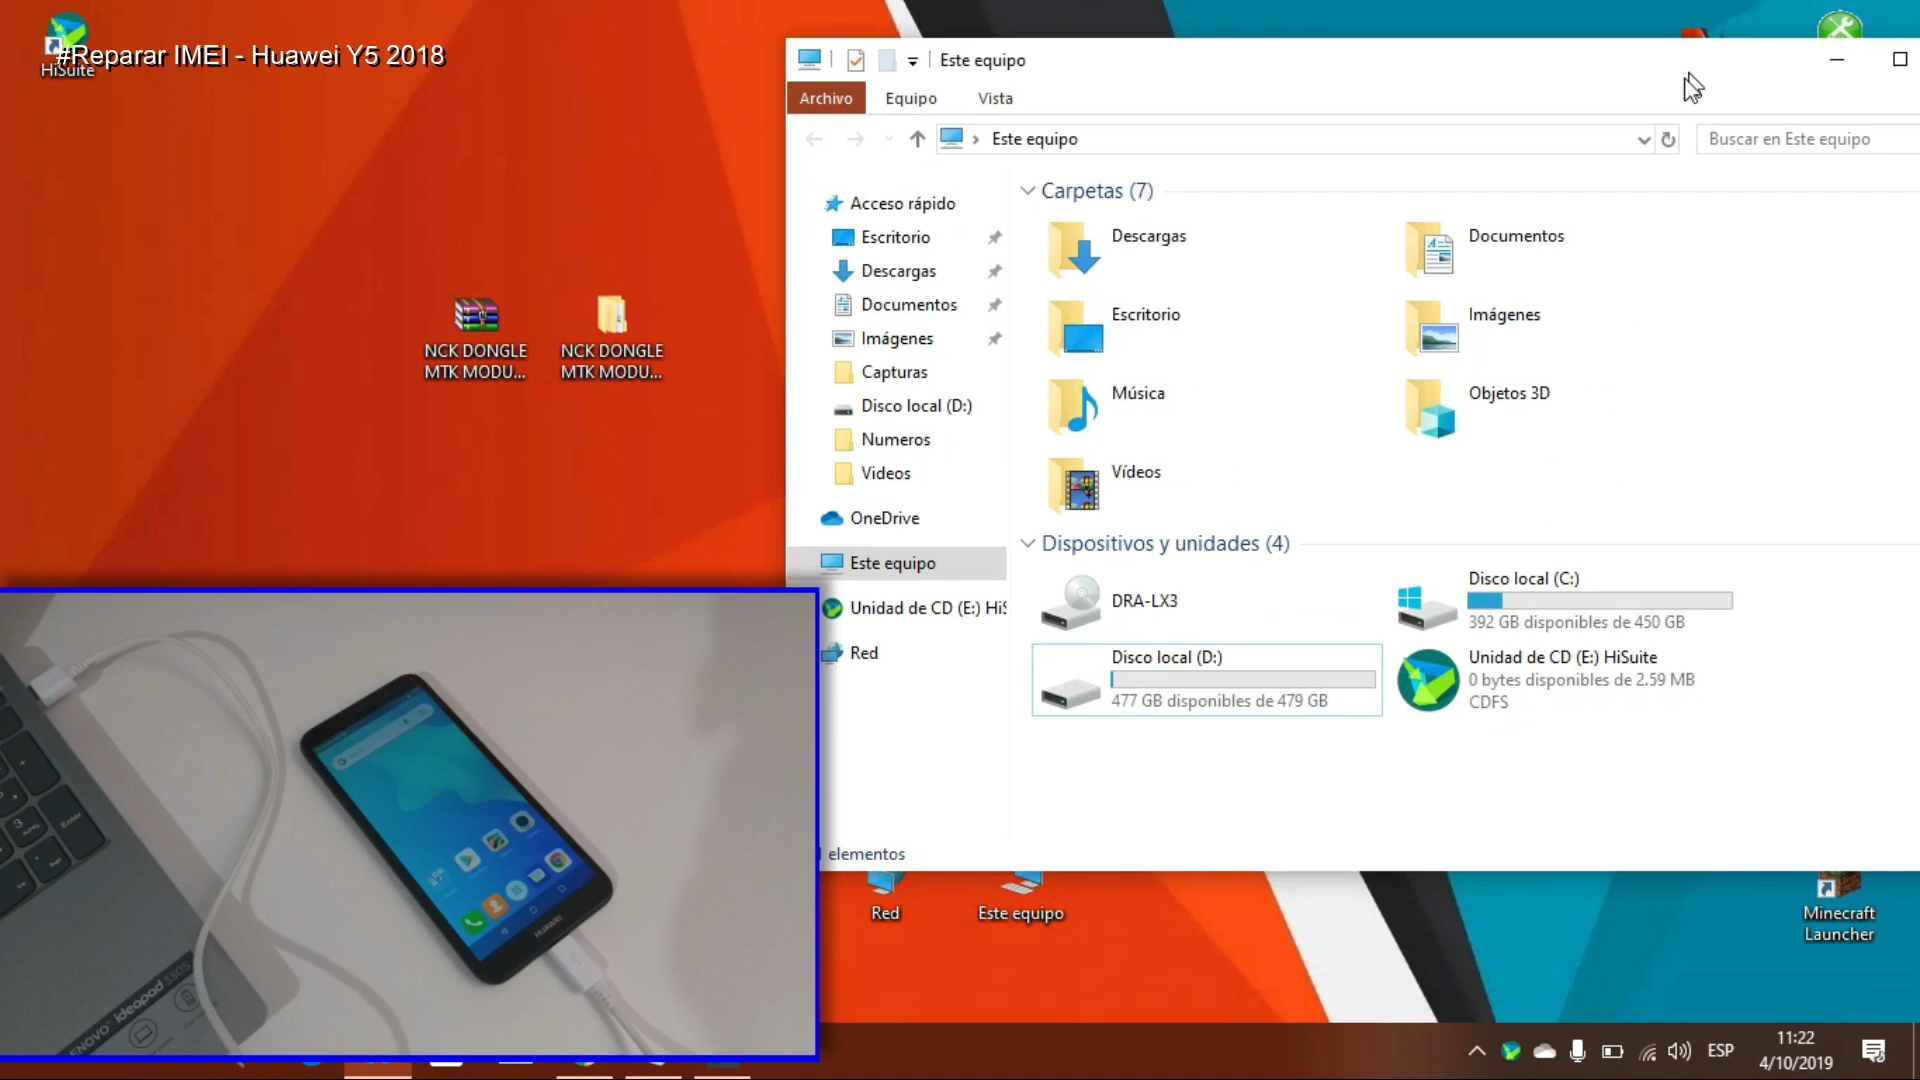 #Reparar IMEI - Huawei Y5 2018
HiSuite
NCK DONGLE
MTK MODU...
NCK DONGLE
MTK MODU...
Este equipo
Archivo
Equipo
Vista
Este equipo
Buscar en Este equipo
Acceso rápido
Escritorio
Descargas
Documentos
Imágenes
Capturas
Disco local (D:)
Numeros
Videos
OneDrive
Este equipo
Unidad de CD (E:) HiS
Red
Carpetas (7)
Descargas
Documentos
Escritorio
Imágenes
Música
Objetos 3D
Vídeos
Dispositivos y unidades (4)
DRA-LX3
Disco local (C:)
392 GB disponibles de 450 GB
Disco local (D:)
477 GB disponibles de 479 GB
Unidad de CD (E:) HiSuite
0 bytes disponibles de 2.59 MB
CDFS
elementos
Red
Este equipo
Minecraft
Launcher
HUAWEI
Enter
ideapad 330S
ESP
11:22
4/10/2019